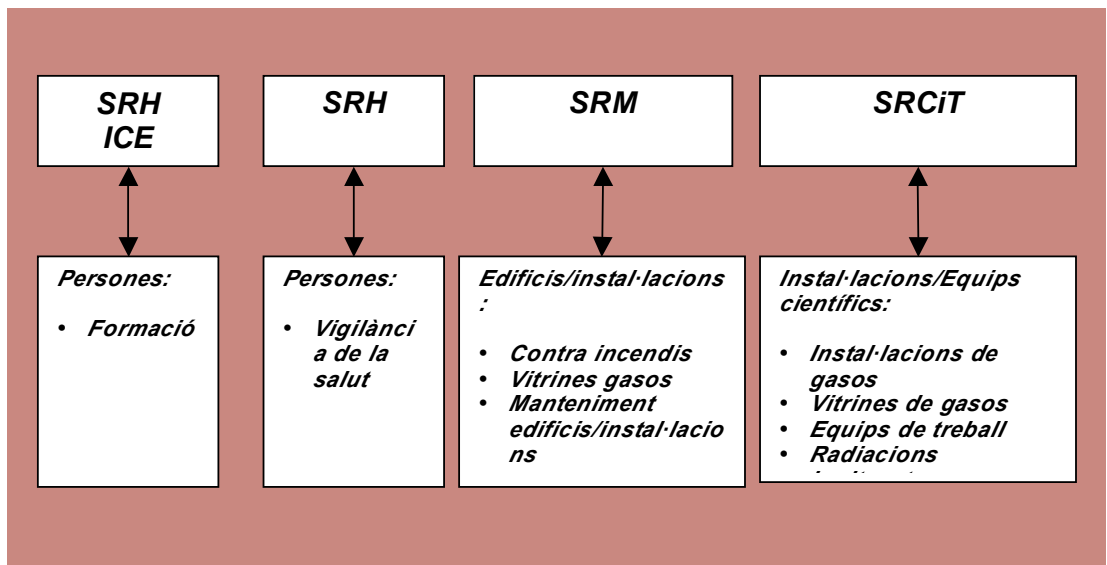 SRH
ICE
SRH
SRM
SRCiT
Persones:
• Formació
Persones:
• Vigilànci
a de la
salut
Edificis/instal·lacions
:
• Contra incendis
• Vitrines gasos
• Manteniment
edificis/instal·lacio
ns
Instal·lacions/Equips
científics:
• Instal·lacions de
gasos
• Vitrines de gasos
• Equips de treball
• Radiacions